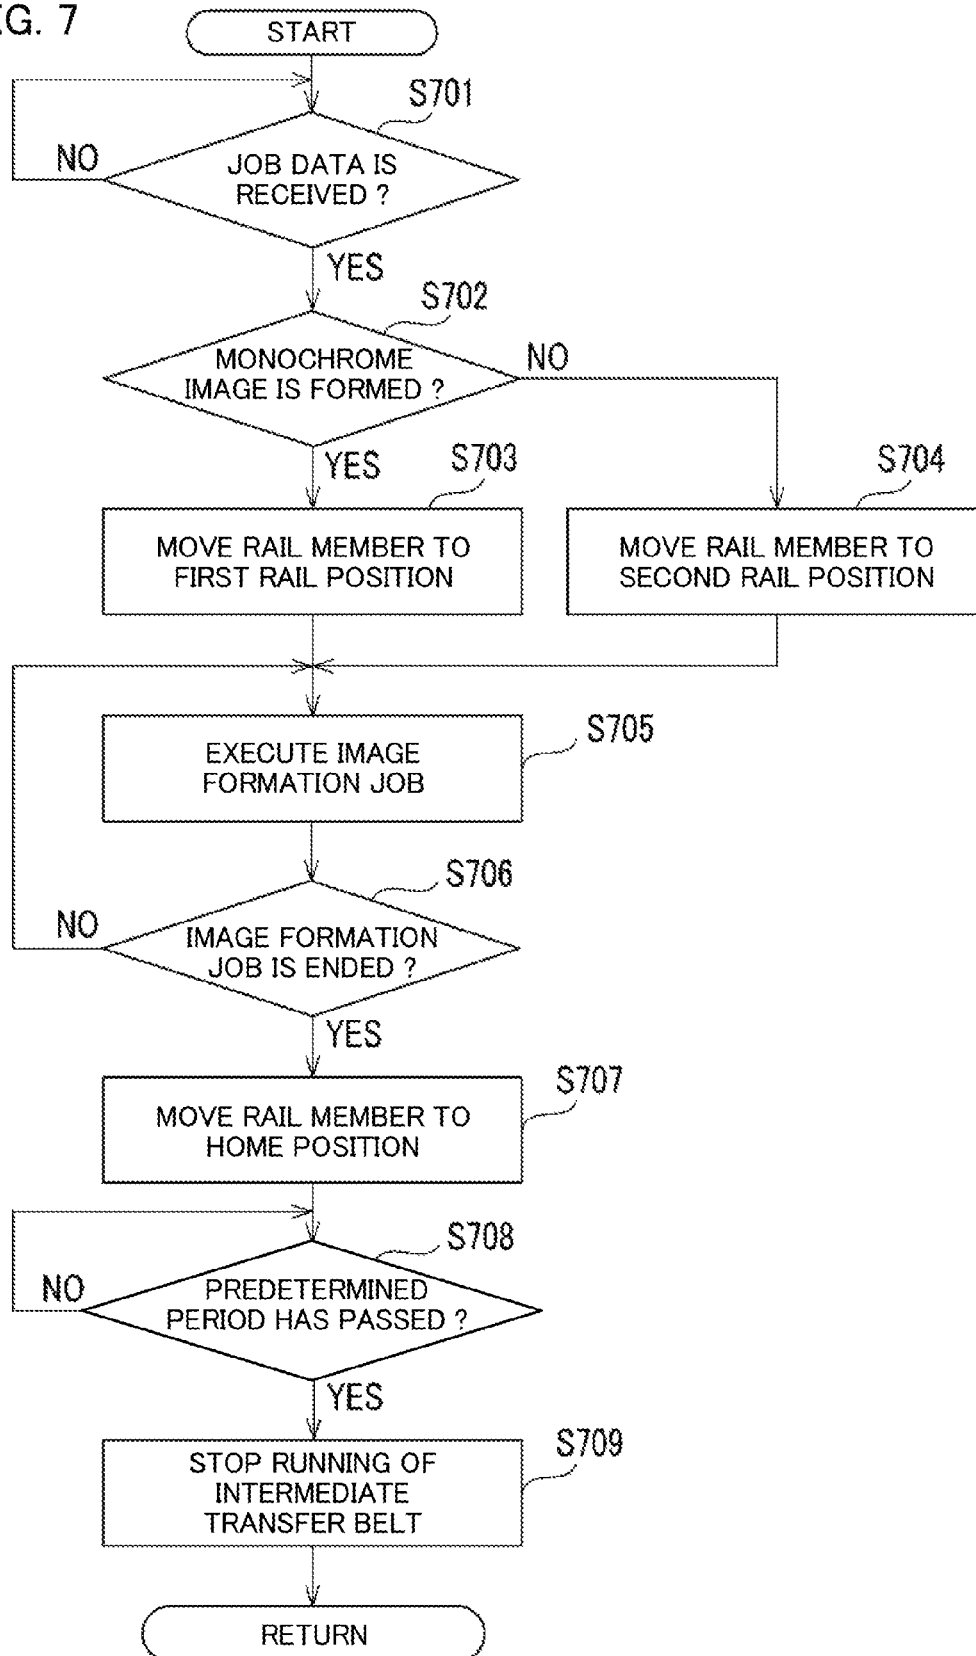 G. 7
START
S701
JOB DATA IS
RECEIVED ?
NO
YES
S702
MONOCHROME
IMAGE IS FORMED ?
NO
YES
S703
S704
MOVE RAIL MEMBER TO
FIRST RAIL POSITION
MOVE RAIL MEMBER TO
SECOND RAIL POSITION
EXECUTE IMAGE
FORMATION JOB
S705
S706
IMAGE FORMATION
JOB IS ENDED ?
NO
YES
S707
MOVE RAIL MEMBER TO
HOME POSITION
S708
PREDETERMINED
PERIOD HAS PASSED ?
NO
YES
S709
STOP RUNNING OF
INTERMEDIATE
TRANSFER BELT
RETURN